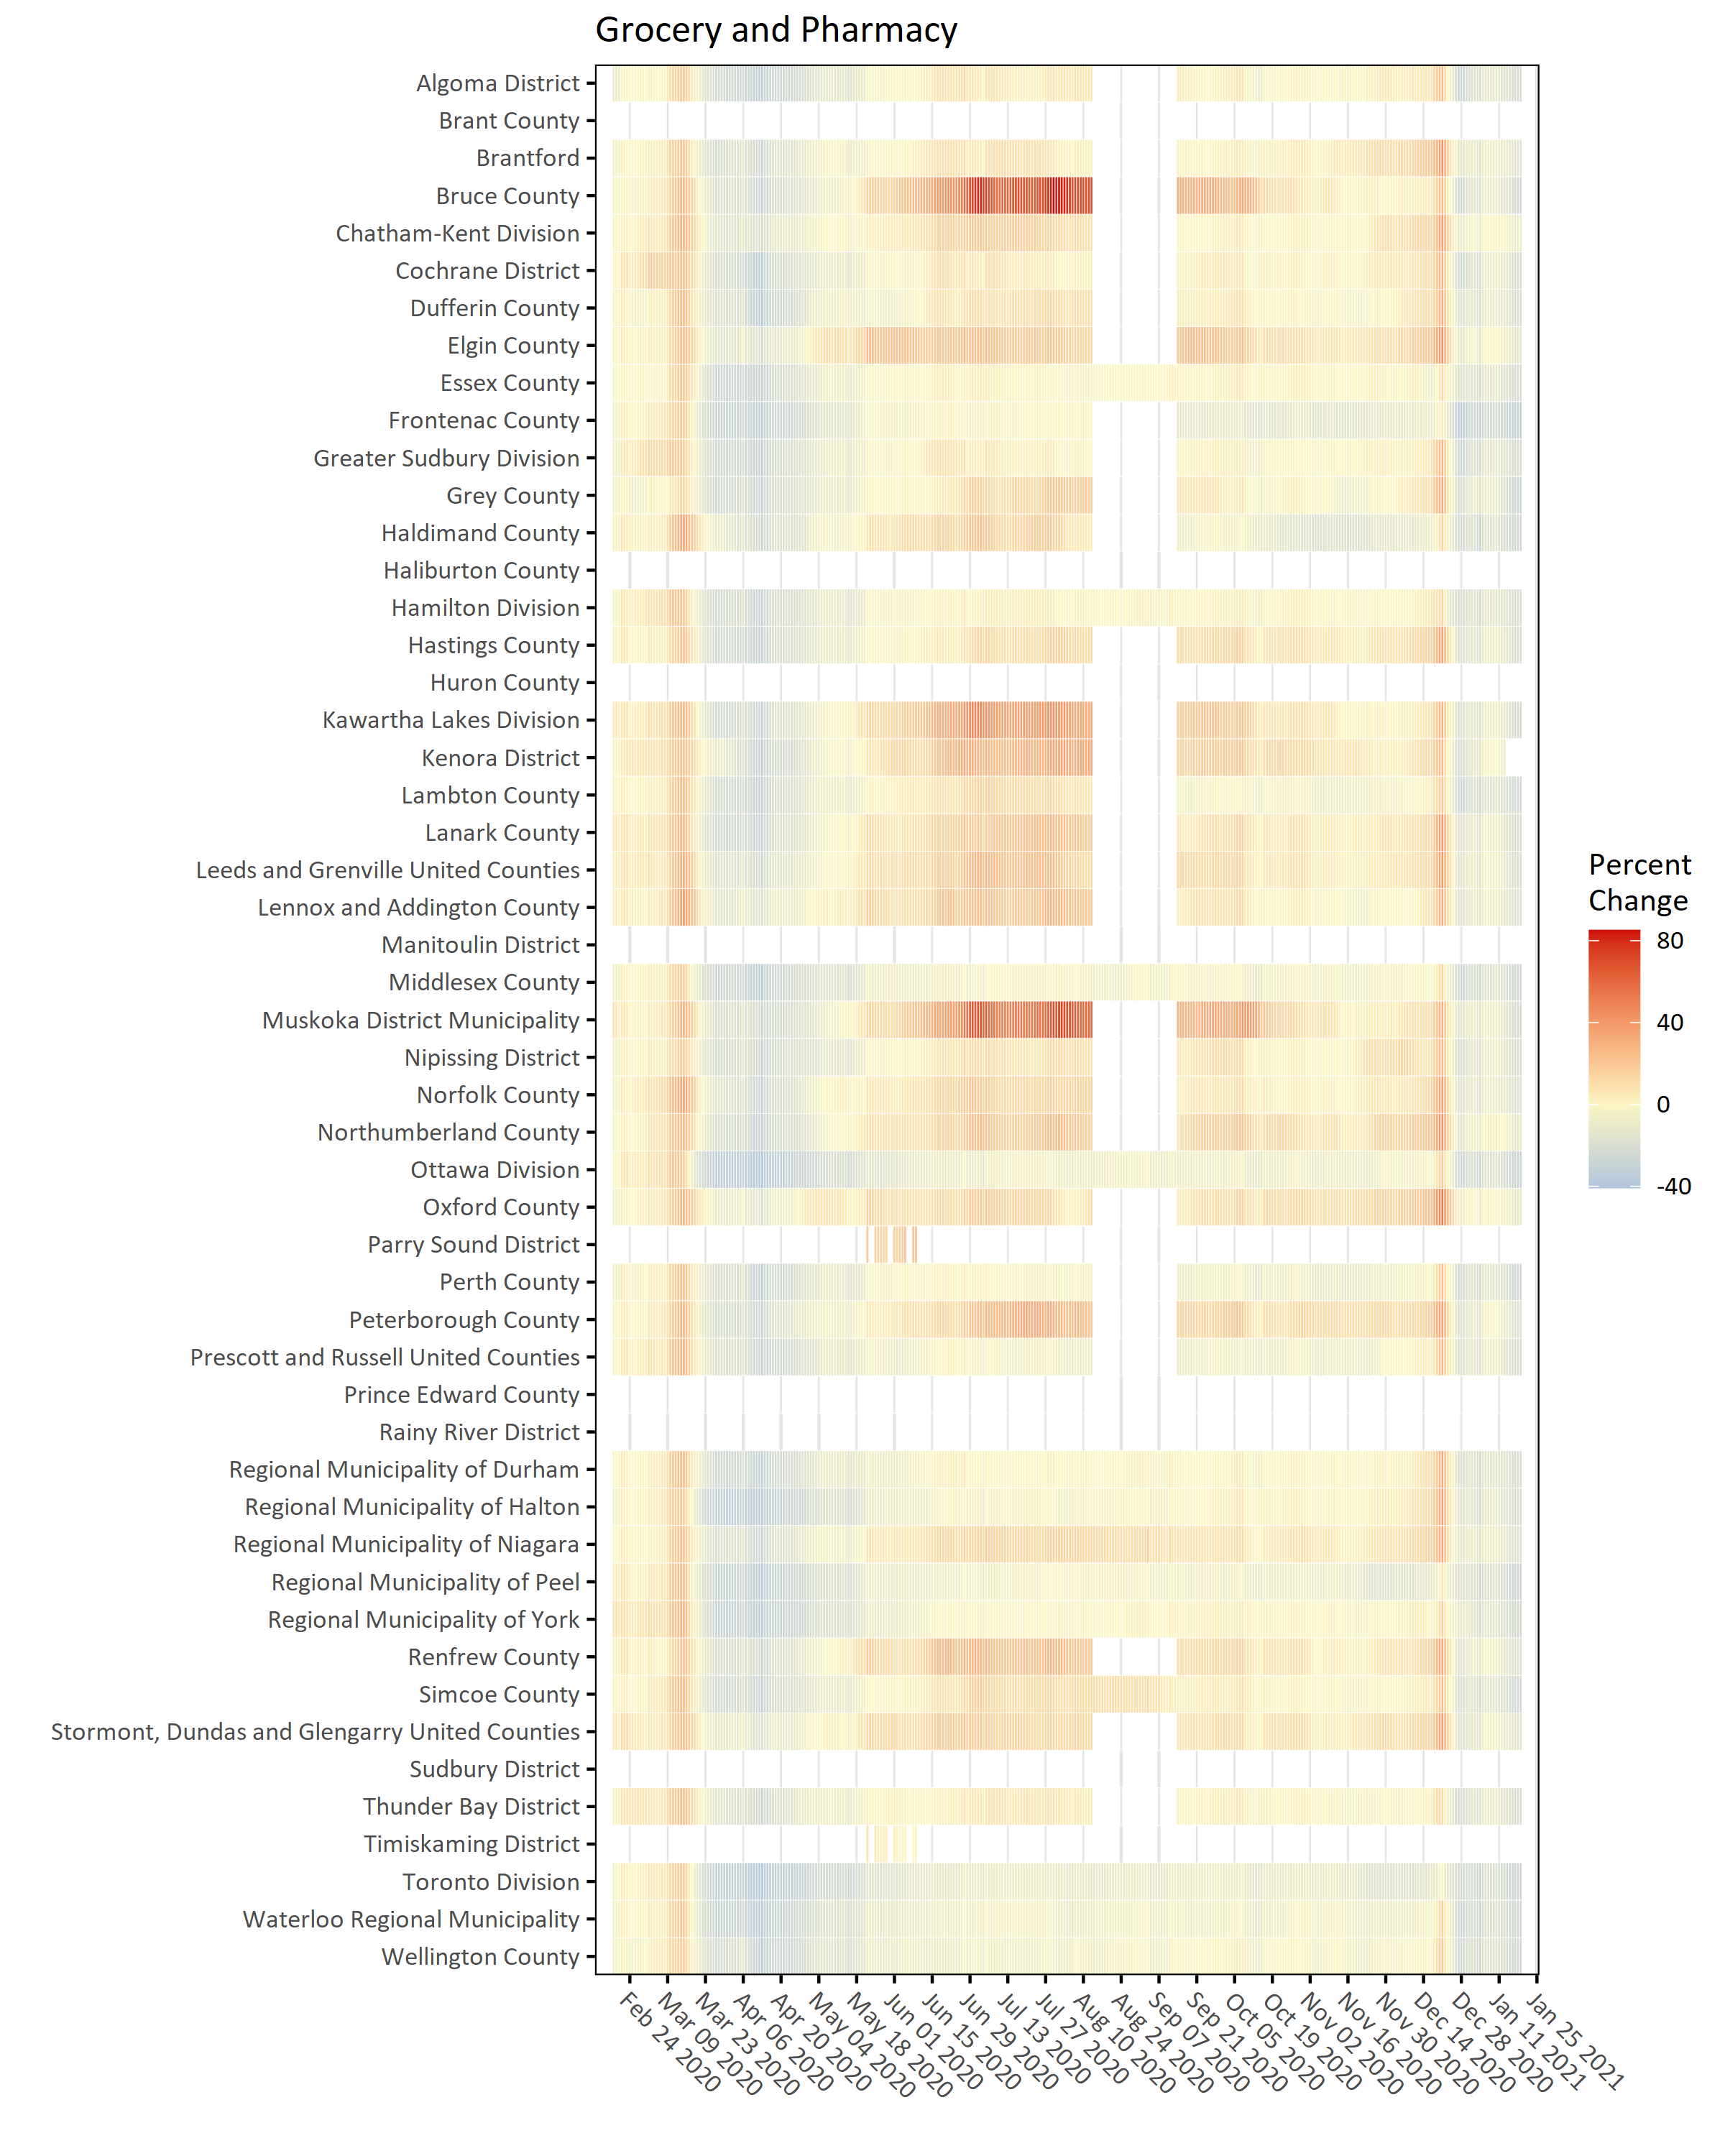 Grocery and Pharmacy
Algoma District
Brant County
Brantford
Bruce County
Chatham-Kent Division
Cochrane District
Dufferin County
Elgin County
Essex County
Frontenac County
Greater Sudbury Division
Grey County
Haldimand County
Haliburton County
Hamilton Division
Hastings County
Huron County
Kawartha Lakes Division
Kenora District
Lambton County
Lanark County
Leeds and Grenville United Counties
Lennox and Addington County
Manitoulin District
Middlesex County
Muskoka District Municipality
Nipissing District
Norfolk County
Northumberland County
Ottawa Division
Oxford County
Parry Sound District
Perth County
Peterborough County
Prescott and Russell United Counties
Prince Edward County
Rainy River District
Regional Municipality of Durham
Regional Municipality of Halton
Regional Municipality of Niagara
Regional Municipality of Peel
Regional Municipality of York
Renfrew County
Simcoe County
Stormont, Dundas and Glengarry United Counties
Sudbury District
Thunder Bay District
Timiskaming District
Toronto Division
Waterloo Regional Municipality
Wellington County
Feb 24 2020
Mar 09 2020
Mar 23 2020
Apr 06 2020
Apr 20 2020
May 04 2020
May 18 2020
Jun 01 2020
Jun 15 2020
Jun 29 2020
Jul 13 2020
Jul 27 2020
Aug 10 2020
Aug 24 2020
Sep 07 2020
Sep 21 2020
Oct 05 2020
Oct 19 2020
Nov 02 2020
Nov 16 2020
Nov 30 2020
Dec 14 2020
Dec 28 2020
Jan 11 2021
Jan 25 2021
Percent
Change
80
40
0
-40